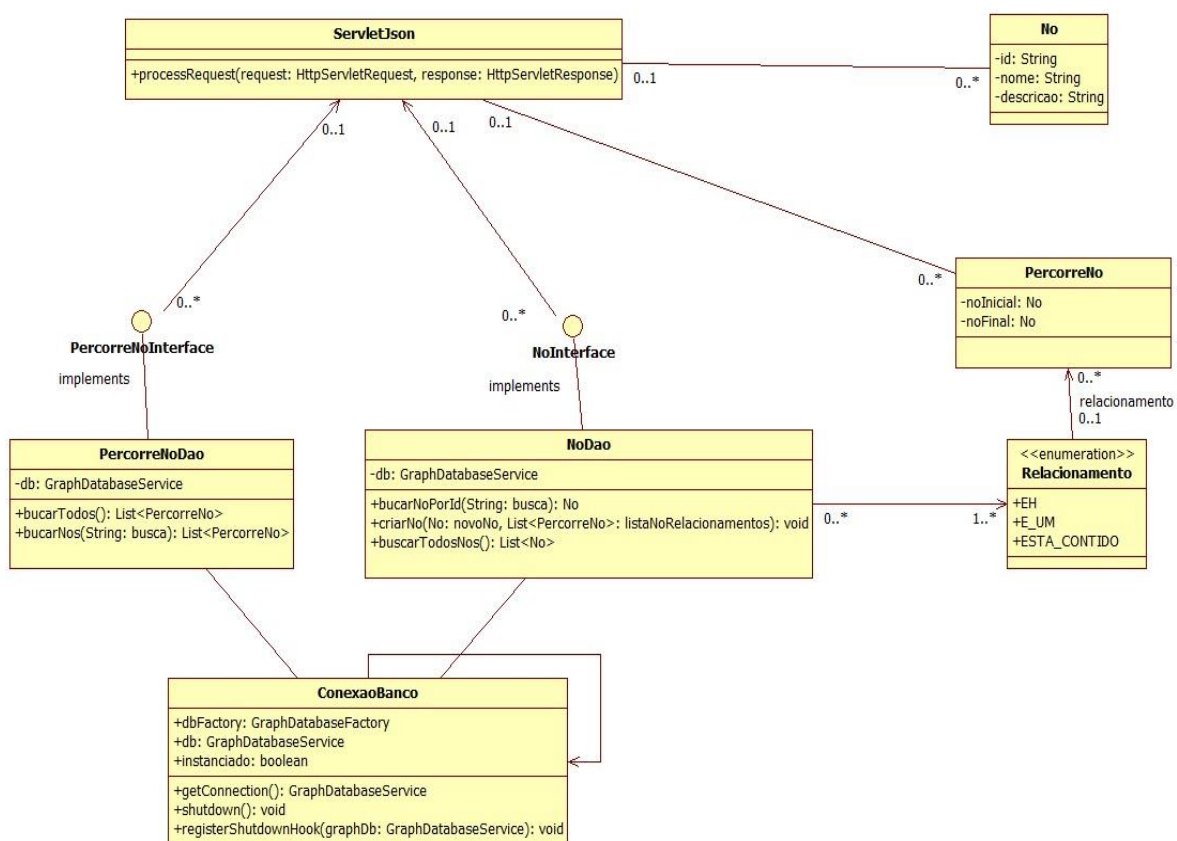 ServletJson
+processRequest(request: HttpServletRequest, response: HttpServletResponse)
No
-id: String
-nome: String
-descricao: String
0..1
0..*
0..1
0..1
0..1
PercorreNo
-noInicial: No
-noFinal: No
0..*
0..*
0..*
PercorreNoInterface
NoInterface
implements
implements
0..*
relacionamento
0..1
PercorreNoDao
-db: GraphDatabaseService
+bucarTodos(): List<PercorreNo>
+bucarNos(String: busca): List<PercorreNo>
NoDao
-db: GraphDatabaseService
+bucarNoPorId(String: busca): No
+criarNo(No: novoNo, List<PercorreNo>: listaNoRelacionamentos): void
+buscarTodosNos(): List<No>
0..*
1..*
<<enumeration>>
Relacionamento
+EH
+E_UM
+ESTA_CONTIDO
ConexaoBanco
+dbFactory: GraphDatabaseFactory
+db: GraphDatabaseService
+instanciado: boolean
+getConnection(): GraphDatabaseService
+shutdown(): void
+registerShutdownHook(graphDb: GraphDatabaseService): void